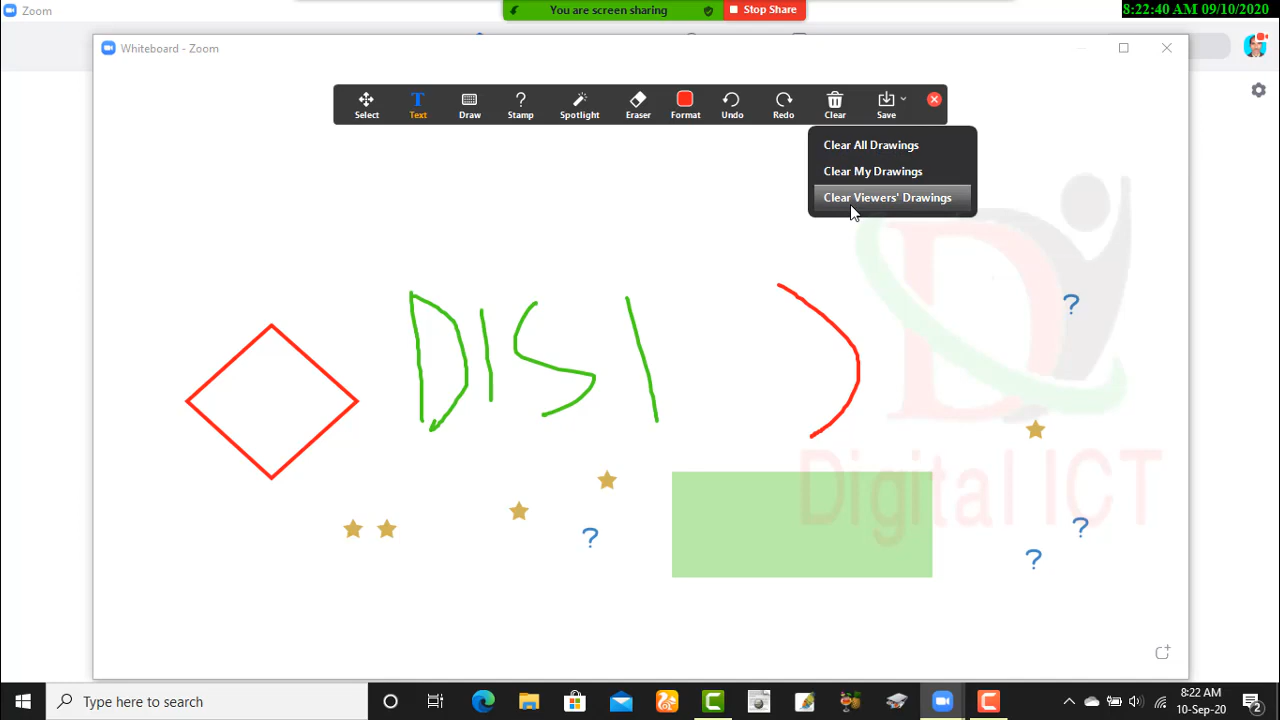 Zoom
You are screen sharing
Stop Share
8:22:40 AM 09/10/2020
Whiteboard - Zoom
Select
Text
Draw
Stamp
Spotlight
Eraser
Format
Undo
Redo
Clear
Save
Clear All Drawings
Clear My Drawings
Clear Viewers' Drawings
?
DISI
Digital ICT
?
?
?
Type here to search
8:22 AM
10-Sep-20
2